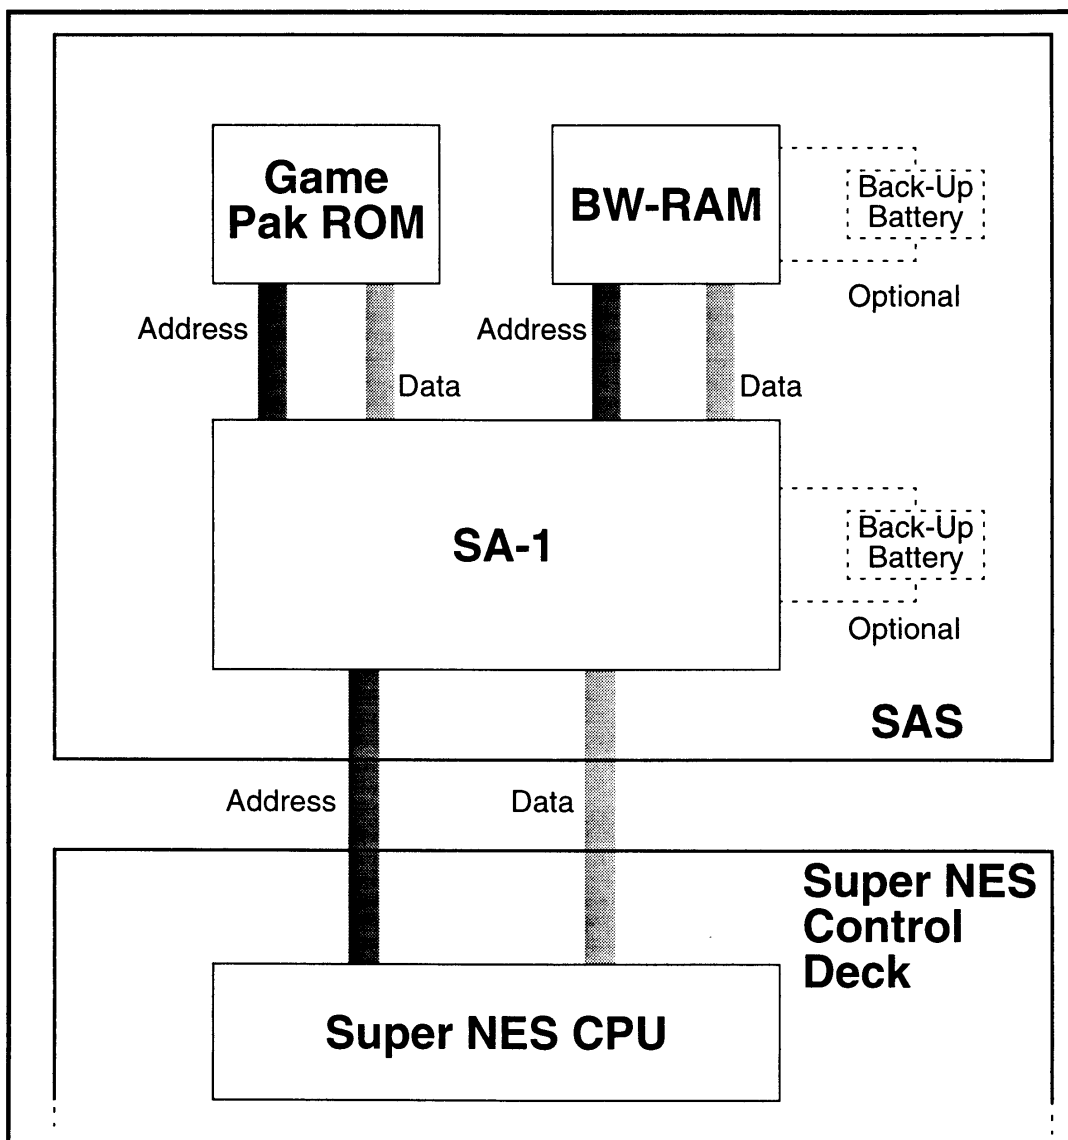 Game
Pak ROM
BW-RAM
Back-Up
Battery
Optional
Address
Address
Data
Data
SA-1
Back-Up
Battery
Optional
SAS
Address
Data
Super NES
Control
Deck
Super NES CPU